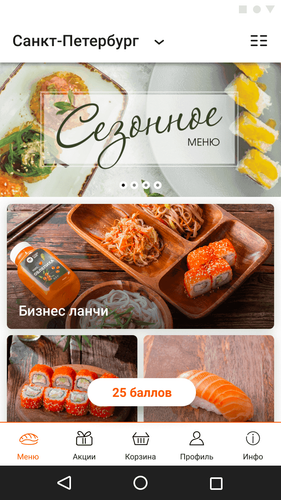 Санкт-Петербург
Сезонное
МЕНЮ
Бизнес ланчи
25 баллов
Меню
Акции
Корзина
Профиль
Инфо